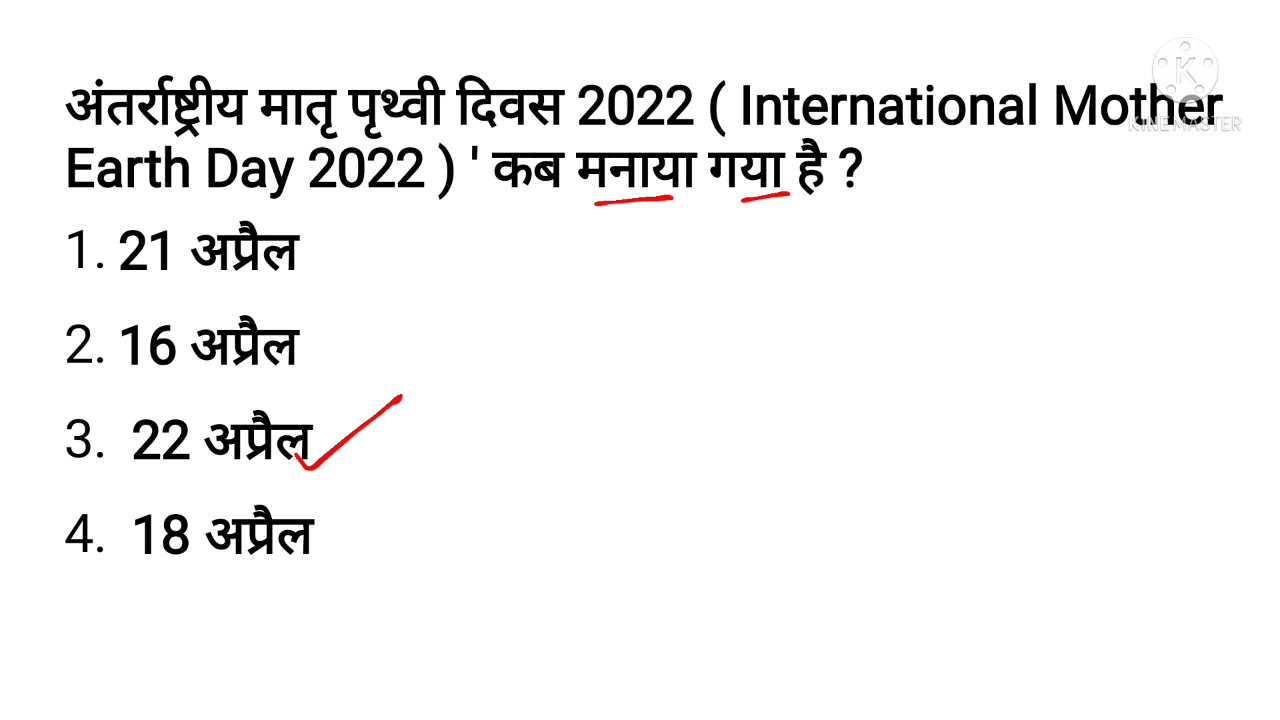 अंतर्राष्ट्रीय मातृ पृथ्वी दिवस 2022 ( International Mother
Earth Day 2022 ) ' कब मनाया गया है ?
1. 21 अप्रैल
2. 16 अप्रैल
3. 22 अप्रैल
4. 18 अप्रैल
K
KINEMASTER